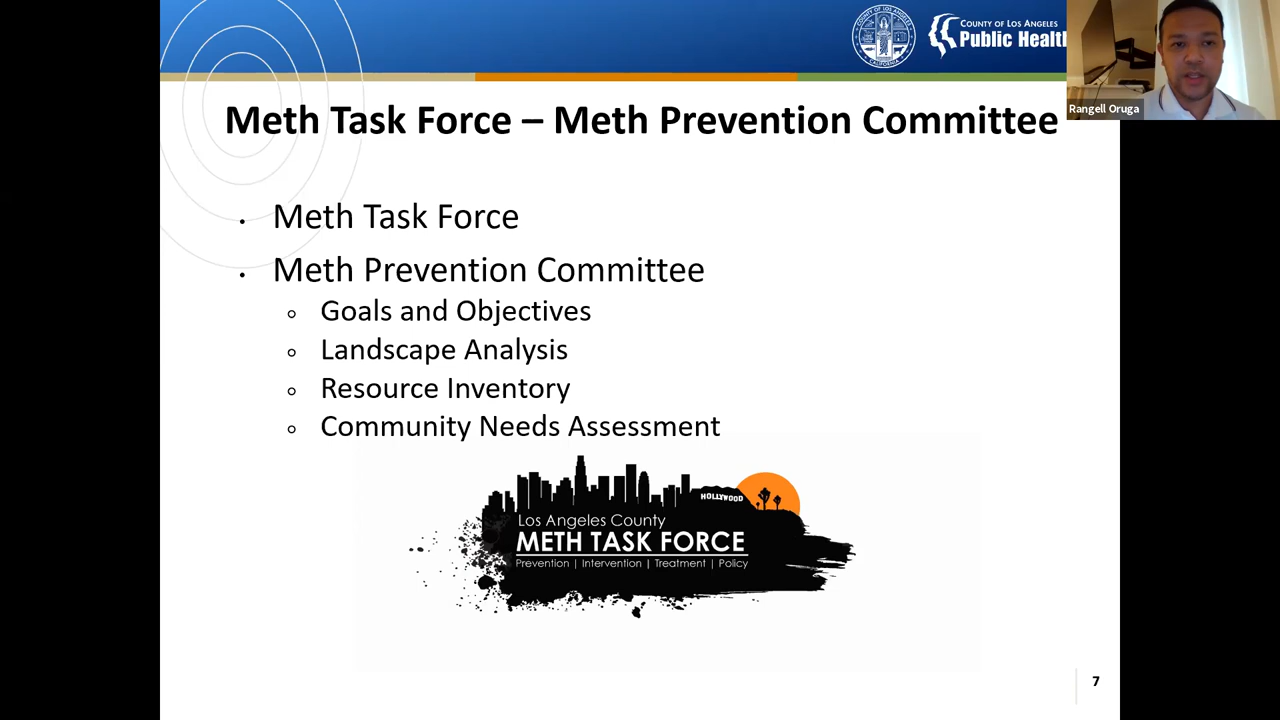 COUNTY OF LOS ANGELES
Public Health
Rangell Oruga
Meth Task Force – Meth Prevention Committee
• Meth Task Force
• Meth Prevention Committee
o Goals and Objectives
o Landscape Analysis
o Resource Inventory
o Community Needs Assessment
HOLLYWOOD
Los Angeles County
METH TASK FORCE
Prevention | Intervention | Treatment | Policy
7